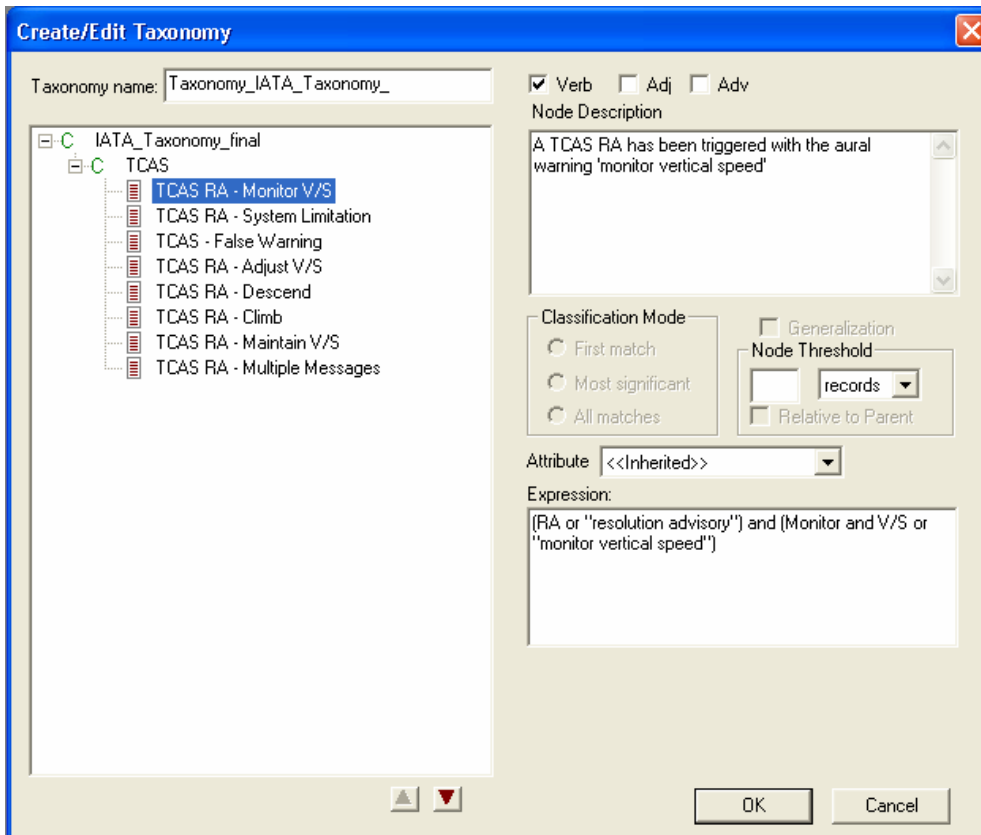 Create/Edit Taxonomy
Taxonomy name: Taxonomy_IATA_Taxonomy_
C IATA_Taxonomy_final
C TCAS
TCAS RA - Monitor V/S
TCAS RA - System Limitation
TCAS - False Warning
TCAS RA - Adjust V/S
TCAS RA - Descend
TCAS RA - Climb
TCAS RA - Maintain V/S
TCAS RA - Multiple Messages
Verb Adj Adv
Node Description
A TCAS RA has been triggered with the aural
warning 'monitor vertical speed'
Classification Mode
First match
Most significant
All matches
Generalization
Node Threshold
records
Relative to Parent
Attribute <<Inherited>>
Expression:
(RA or "resolution advisory") and (Monitor and V/S or
"monitor vertical speed")
OK Cancel